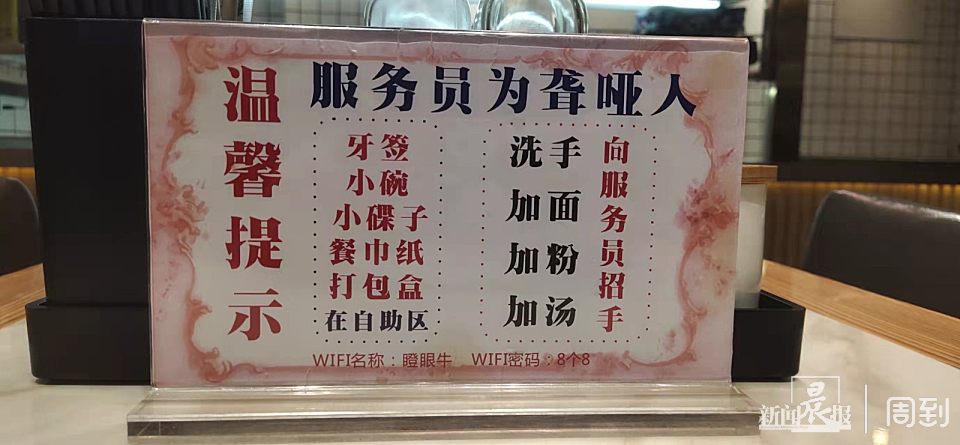 温馨提示
服务员为聋哑人
牙签
小碗
小碟子
餐巾纸
打包盒
在自助区
洗手
加面
加粉
加汤
向服务员招手
WIFI名称：瞪眼牛 WIFI密码：8个8
新闻晨报
周到